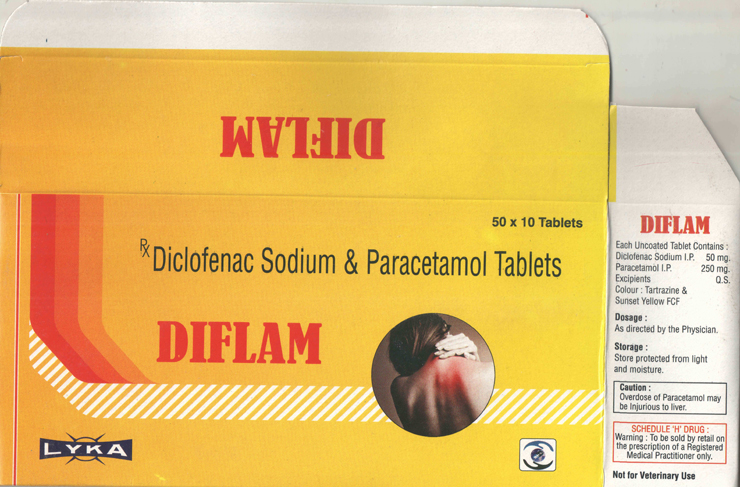 DIFLAM
50 x 10 Tablets
Rx Diclofenac Sodium & Paracetamol Tablets
DIFLAM
LYKA
DIFLAM
Each Uncoated Tablet Contains :
Diclofenac Sodium I.P. 50 mg.
Paracetamol I.P. 250 mg.
Excipients Q.S.
Colour : Tartrazine &
Sunset Yellow FCF
Dosage :
As directed by the Physician.
Storage :
Store protected from light
and moisture.
Caution :
Overdose of Paracetamol may
be Injurious to liver.
SCHEDULE 'H' DRUG :
Warning : To be sold by retail on
the prescription of a Registered
Medical Practitioner only.
Not for Veterinary Use